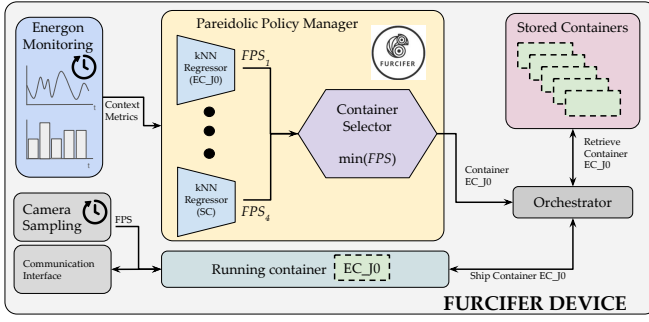 Energon
Monitoring
t
t
Context
Metrics
Pareidolic Policy Manager
kNN
Regressor
(EC_J0)
FPS1
kNN
Regressor
(SC)
FPS4
FURCIFER
Container
Selector
min(FPS)
Stored Containers
Retrieve
Container
EC_J0
Container
EC_J0
Orchestrator
Camera
Sampling
FPS
Communication
Interface
Running container EC_J0
Ship Container EC_J0
FURCIFER DEVICE